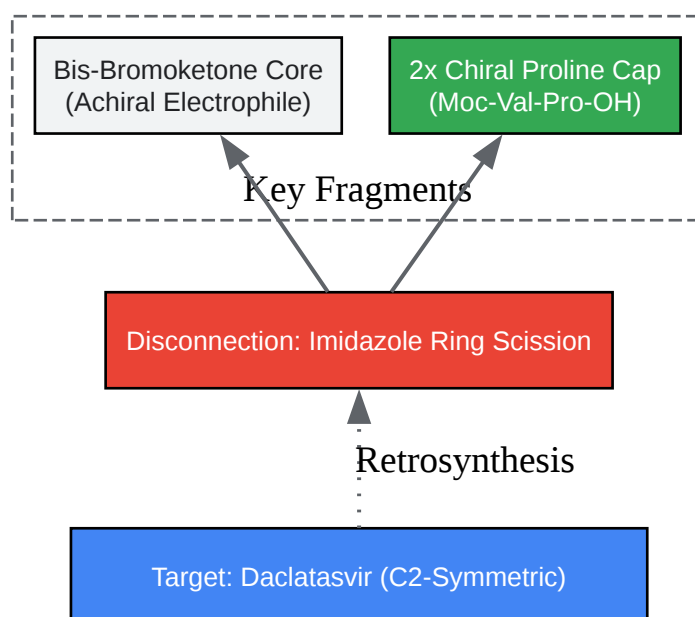 Bis-Bromoketone Core
(Achiral Electrophile)
2x Chiral Proline Cap
(Moc-Val-Pro-OH)
Key Fragments
Disconnection: Imidazole Ring Scission
Retrosynthesis
Target: Daclatasvir (C2-Symmetric)